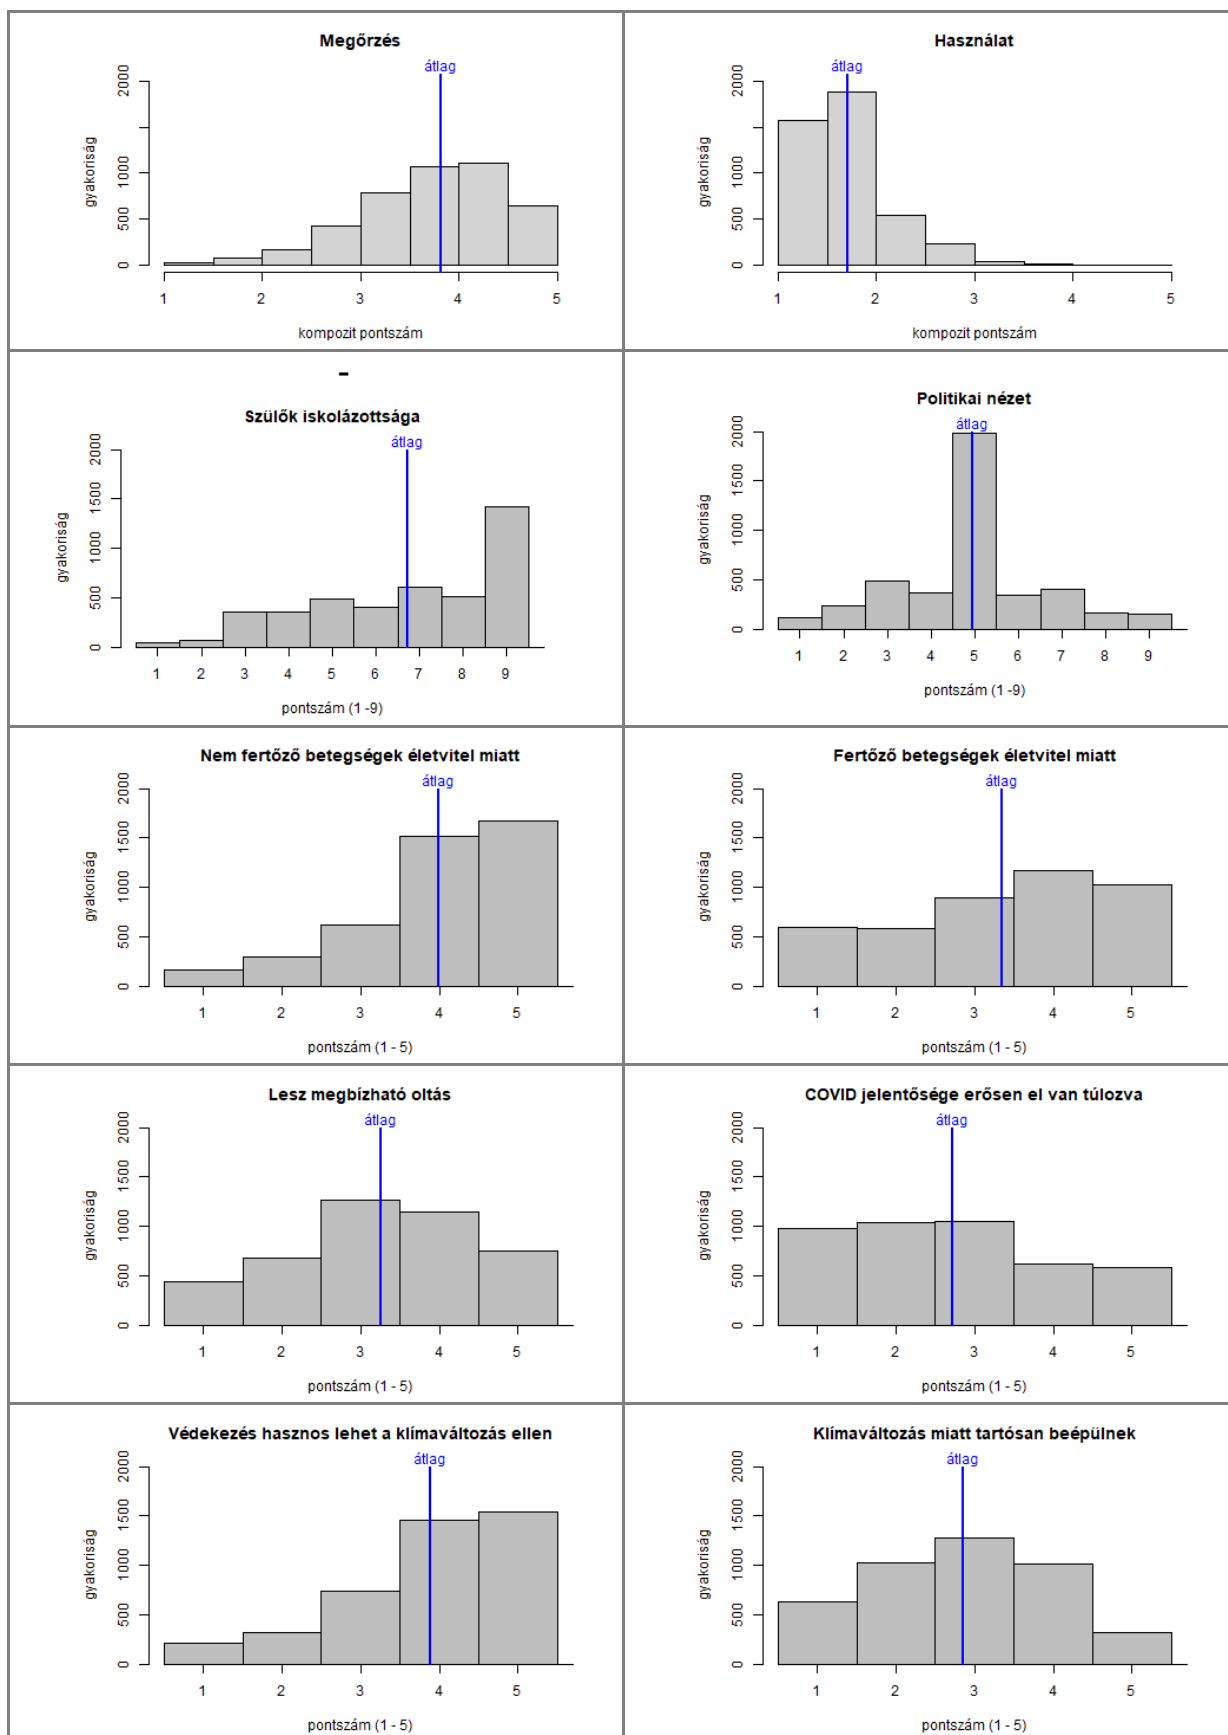 Megőrzés
átlag
gyakoriság
0 500 1000 2000
1 2 3 4 5
kompozit pontszám
Használat
átlag
gyakoriság
0 500 1000 2000
1 2 3 4 5
kompozit pontszám
-
Szülők iskolázottsága
átlag
gyakoriság
0 500 1000 1500 2000
1 2 3 4 5 6 7 8 9
pontszám (1 -9)
Politikai nézet
átlag
gyakoriság
0 500 1000 1500 2000
1 2 3 4 5 6 7 8 9
pontszám (1 -9)
Nem fertőző betegségek életvitel miatt
átlag
gyakoriság
0 500 1000 1500 2000
1 2 3 4 5
pontszám (1 - 5)
Fertőző betegségek életvitel miatt
átlag
gyakoriság
0 500 1000 1500 2000
1 2 3 4 5
pontszám (1 - 5)
Lesz megbízható oltás
átlag
gyakoriság
0 500 1000 1500 2000
1 2 3 4 5
pontszám (1 - 5)
COVID jelentősége erősen el van túlozva
átlag
gyakoriság
0 500 1000 1500 2000
1 2 3 4 5
pontszám (1 - 5)
Védekezés hasznos lehet a klímaváltozás ellen
átlag
gyakoriság
0 500 1000 1500 2000
1 2 3 4 5
pontszám (1 - 5)
Klímaváltozás miatt tartósan beépülnek
átlag
gyakoriság
0 500 1000 1500 2000
1 2 3 4 5
pontszám (1 - 5)